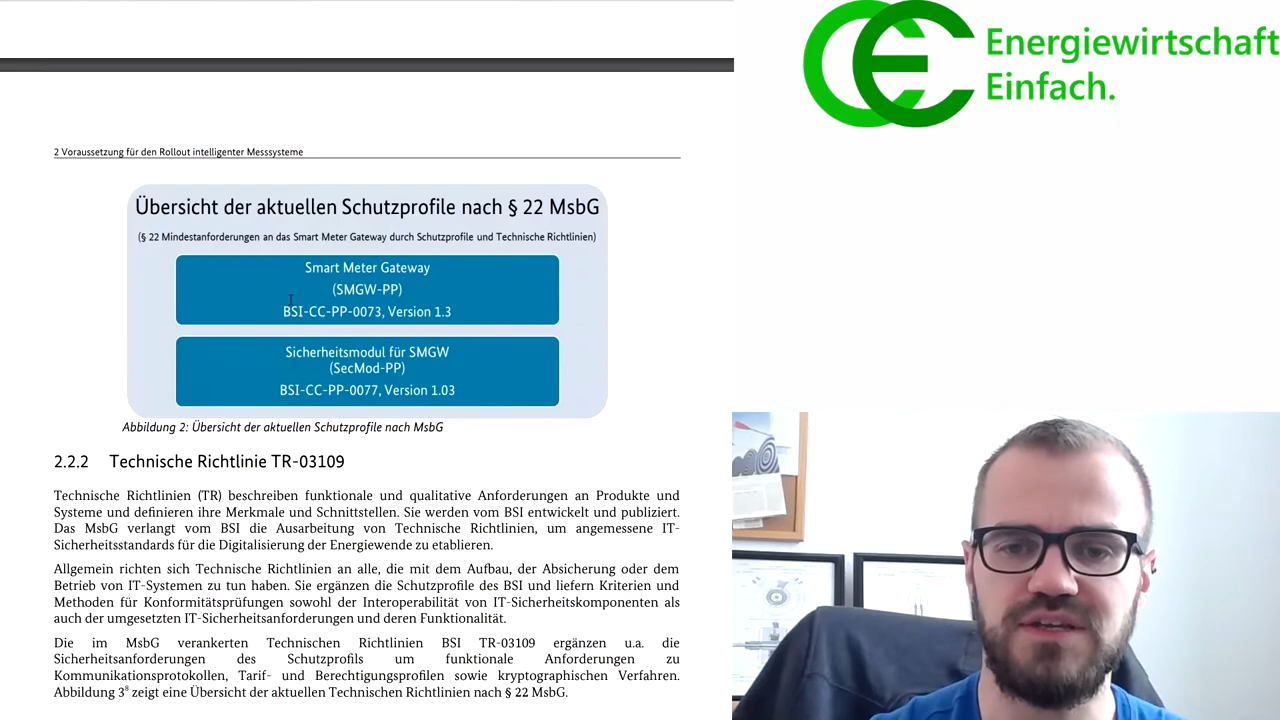 2 Voraussetzung für den Rollout intelligenter Messsysteme
Übersicht der aktuellen Schutzprofile nach § 22 MsbG
(§ 22 Mindestanforderungen an das Smart Meter Gateway durch Schutzprofile und Technische Richtlinien)
Smart Meter Gateway
(SMGW-PP)
BSI-CC-PP-0073, Version 1.3
Sicherheitsmodul für SMGW
(SecMod-PP)
BSI-CC-PP-0077, Version 1.03
Abbildung 2: Übersicht der aktuellen Schutzprofile nach MsbG
2.2.2 Technische Richtlinie TR-03109
Technische Richtlinien (TR) beschreiben funktionale und qualitative Anforderungen an Produkte und
Systeme und definieren ihre Merkmale und Schnittstellen. Sie werden vom BSI entwickelt und publiziert.
Das MsbG verlangt vom BSI die Ausarbeitung von Technische Richtlinien, um angemessene IT-
Sicherheitsstandards für die Digitalisierung der Energiewende zu etablieren.
Allgemein richten sich Technische Richtlinien an alle, die mit dem Aufbau, der Absicherung oder dem
Betrieb von IT-Systemen zu tun haben. Sie ergänzen die Schutzprofile des BSI und liefern Kriterien und
Methoden für Konformitätsprüfungen sowohl der Interoperabilität von IT-Sicherheitskomponenten als
auch der umgesetzten IT-Sicherheitsanforderungen und deren Funktionalität.
Die im MsbG verankerten Technischen Richtlinien BSI TR-03109 ergänzen u.a. die
Sicherheitsanforderungen des Schutzprofils um funktionale Anforderungen zu
Kommunikationsprotokollen, Tarif- und Berechtigungsprofilen sowie kryptographischen Verfahren.
Abbildung 3⁸ zeigt eine Übersicht der aktuellen Technischen Richtlinien nach § 22 MsbG.
Energiewirtschaft
Einfach.